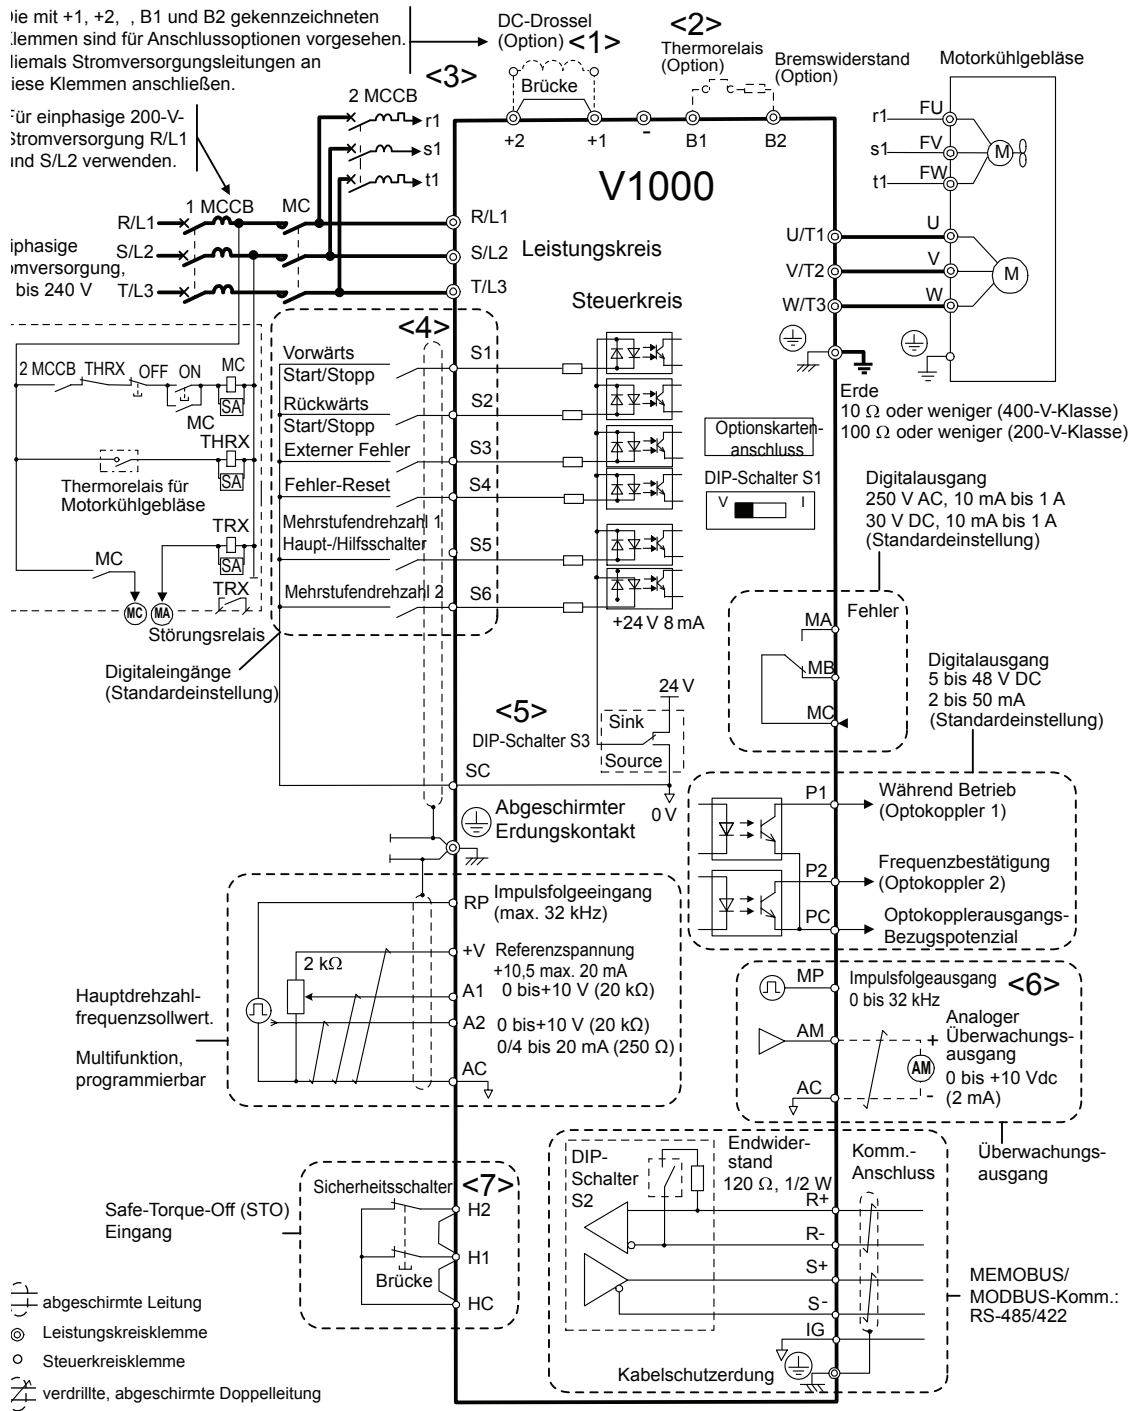 Die mit +1, +2, , B1 und B2 gekennzeichneten
Klemmen sind für Anschlussoptionen vorgesehen.
Niemals Stromversorgungsleitungen an
diese Klemmen anschließen.
Für einphasige 200-V-
Stromversorgung R/L1
und S/L2 verwenden.
DC-Drossel
(Option) <1>
Brücke
+2
+1
-
<2>
Thermorelais
(Option)
Bremswiderstand
(Option)
B1
B2
Motorkühlgebläse
r1
FU
s1
FV
t1
FW
M
<3>
2 MCCB
r1
s1
t1
V1000
1 MCCB
MC
R/L1
S/L2
T/L3
iphasige
omversorgung,
bis 240 V
R/L1
S/L2
T/L3
Leistungskreis
Steuerkreis
U/T1
V/T2
W/T3
U
V
W
M
Erde
10 Ω oder weniger (400-V-Klasse)
100 Ω oder weniger (200-V-Klasse)
2 MCCB
THRX
OFF
ON
MC
SA
MC
THRX
SA
Thermorelais für
Motorkühlgebläse
TRX
SA
MC
TRX
MC
MA
Störungsrelais
<4>
Vorwärts
Start/Stopp
S1
Rückwärts
Start/Stopp
S2
Externer Fehler
S3
Fehler-Reset
S4
Mehrstufendrehzahl 1
Haupt-/Hilfsschalter
S5
Mehrstufendrehzahl 2
S6
Digitaleingänge
(Standardeinstellung)
+24 V 8 mA
Optionskarten-
anschluss
DIP-Schalter S1
V
I
Digitalausgang
250 V AC, 10 mA bis 1 A
30 V DC, 10 mA bis 1 A
(Standardeinstellung)
MA
Fehler
MB
MC
Digitalausgang
5 bis 48 V DC
2 bis 50 mA
(Standardeinstellung)
<5>
DIP-Schalter S3
24 V
Sink
Source
0 V
SC
Abgeschirmter
Erdungskontakt
P1
Während Betrieb
(Optokoppler 1)
P2
Frequenzbestätigung
(Optokoppler 2)
PC
Optokopplerausgangs-
Bezugspotenzial
RP
Impulsfolgeeingang
(max. 32 kHz)
+V
Referenzspannung
+10,5 max. 20 mA
2 kΩ
A1
0 bis+10 V (20 kΩ)
A2
0 bis+10 V (20 kΩ)
0/4 bis 20 mA (250 Ω)
AC
Hauptdrehzahl-
frequenzsollwert.
Multifunktion,
programmierbar
MP
Impulsfolgeausgang
0 bis 32 kHz
<6>
AM
+
Analoger
Überwachungs-
ausgang
AM
0 bis +10 Vdc
(2 mA)
-
AC
Überwachungs-
ausgang
Safe-Torque-Off (STO)
Eingang
Sicherheitsschalter
<7>
H2
H1
Brücke
HC
DIP-
Schalter
S2
Endwider-
stand
120 Ω, 1/2 W
Komm.-
Anschluss
R+
R-
S+
S-
IG
Kabelschutzerdung
MEMOBUS/
MODBUS-Komm.:
RS-485/422
abgeschirmte Leitung
Leistungskreisklemme
Steuerkreisklemme
verdrillte, abgeschirmte Doppelleitung